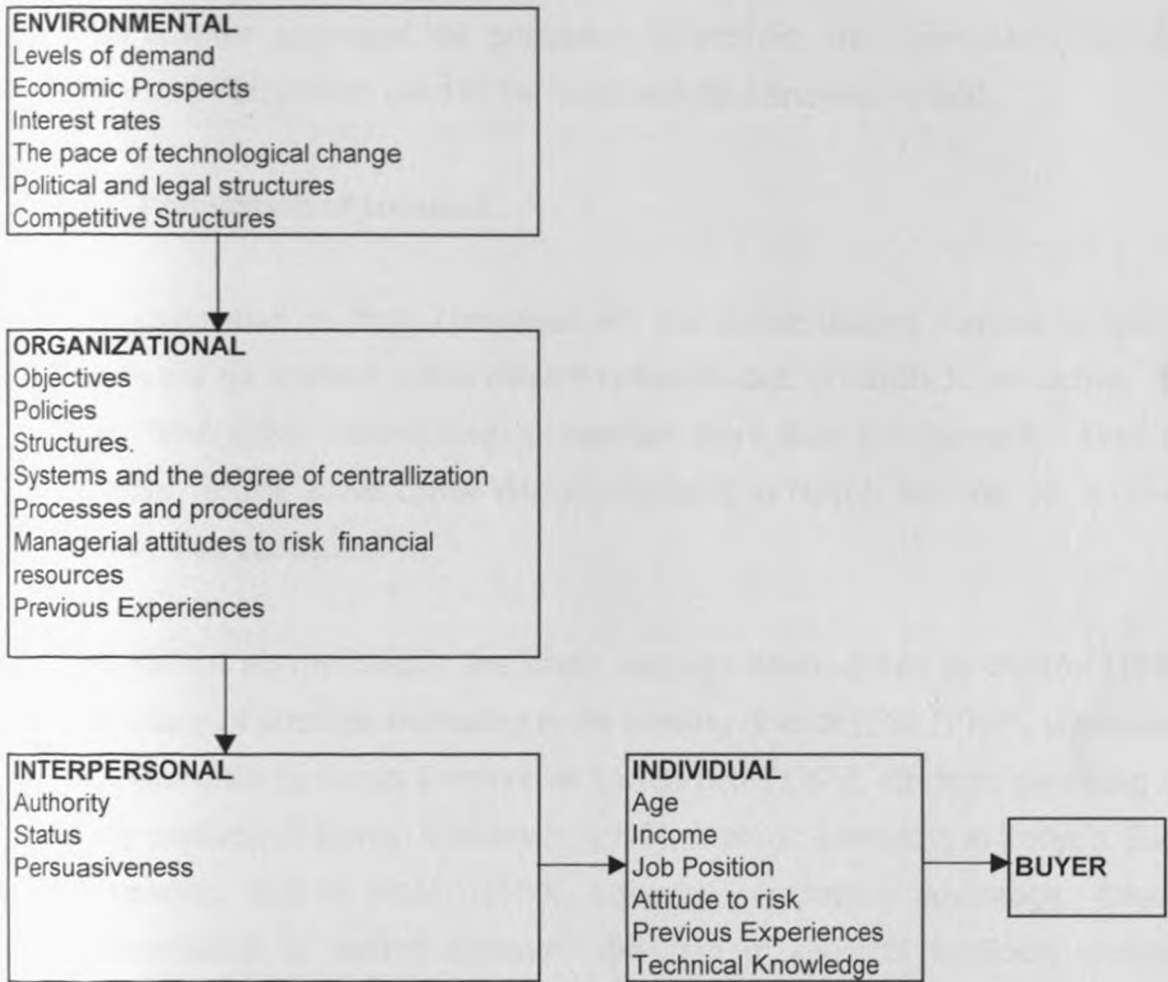 ENVIRONMENTAL
Levels of demand
Economic Prospects
Interest rates
The pace of technological change
Political and legal structures
Competitive Structures
ORGANIZATIONAL
Objectives
Policies
Structures.
Systems and the degree of centrallization
Processes and procedures
Managerial attitudes to risk financial
resources
Previous Experiences
INTERPERSONAL
Authority
Status
Persuasiveness
INDIVIDUAL
Age
Income
Job Position
Attitude to risk
Previous Experiences
Technical Knowledge
BUYER